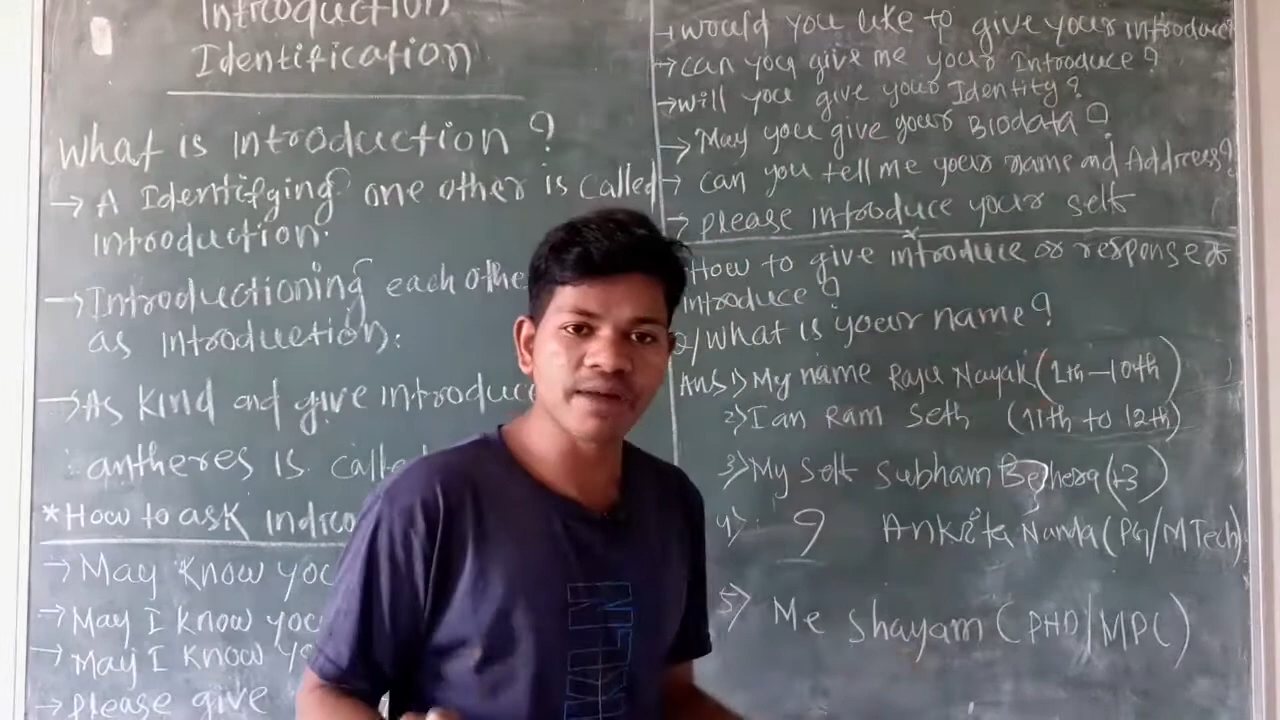 Introduction
Identification
What is introduction ?
→ A Identifying one other is called
introoduction.
→ Introductioning each othe
as introduction:
→ As kind and give introduce
antheres is calle
* How to ask indro
→ May know you
→ May I know you
→ May I know yo
→ Please give
→ would you like to give your introduce?
→ can you give me your Introduce ?
→ will you give your Identity ?
→ May you give your Biodata ?
→ can you tell me your name and Address?
→ please introduce your self
How to give introduce or response to
introduce ?
Q/ What is your name ?
Ans 1) My name Raju Nayak (1th - 10th)
2) I an Ram Seth (11th to 12th)
3) My Self Subham Behera (+3)
4) 9 Ankita Nanda (PG/M Tech)
5) Me Shayam (PHD/MPC)